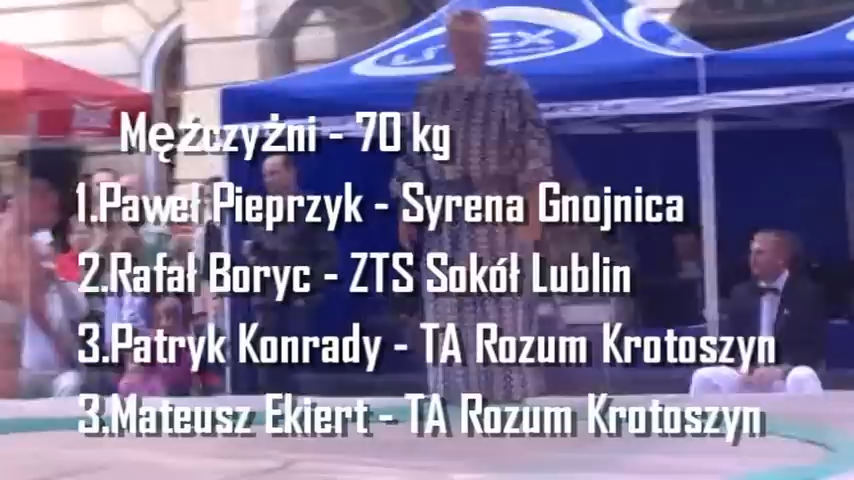 Mężczyżni - 70 kg
1.Paweł Pieprzyk - Syrena Gnojnica
2.Rafał Boryc - ZTS Sokół Lublin
3.Patryk Konrady - TA Rozum Krotoszyn
3.Mateusz Ekiert - TA Rozum Krotoszyn